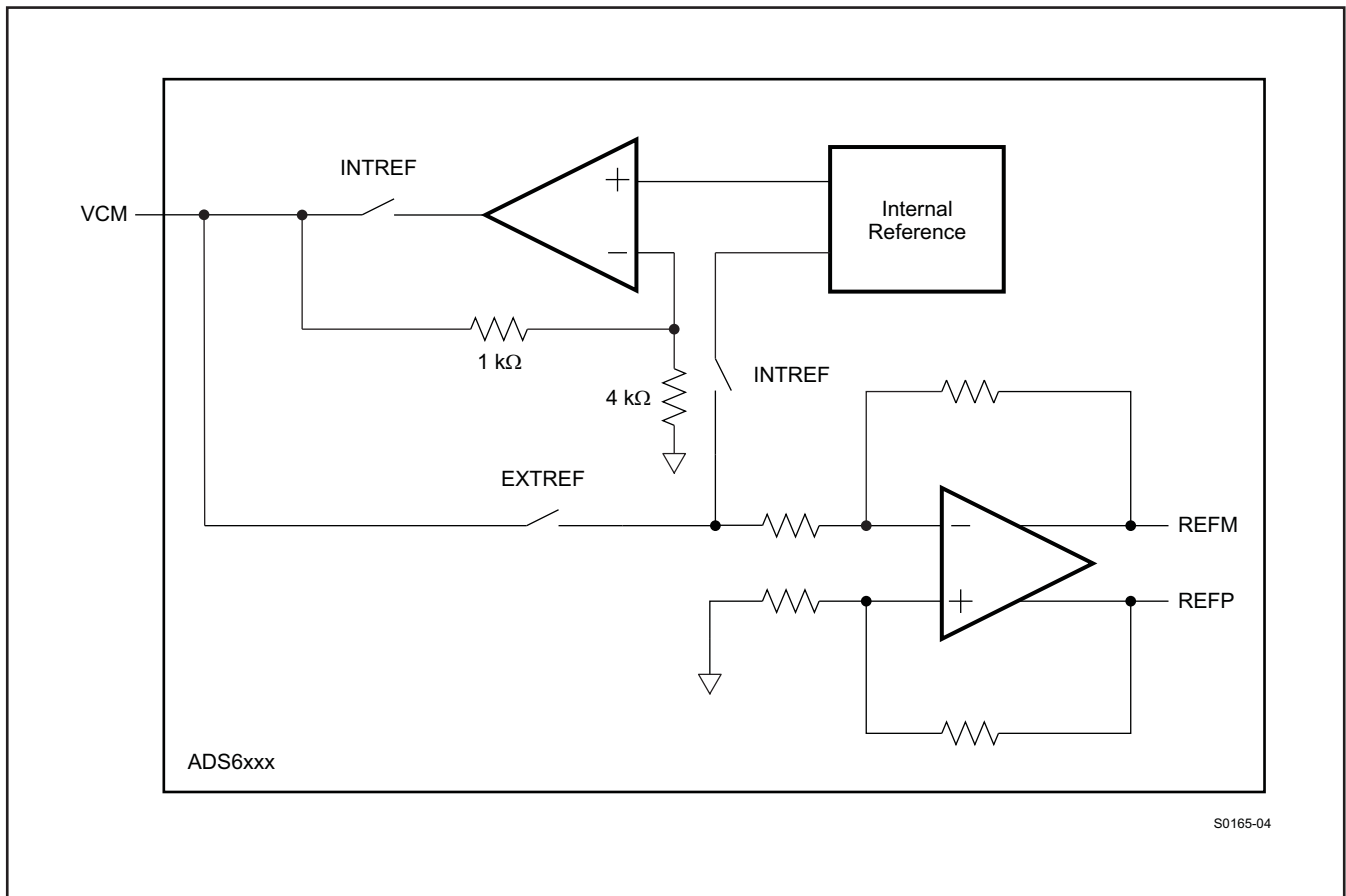 INTREF
VCM
+
−
Internal
Reference
1 kΩ
4 kΩ
INTREF
EXTREF
−
+
REFM
REFP
ADS6xxx
S0165-04